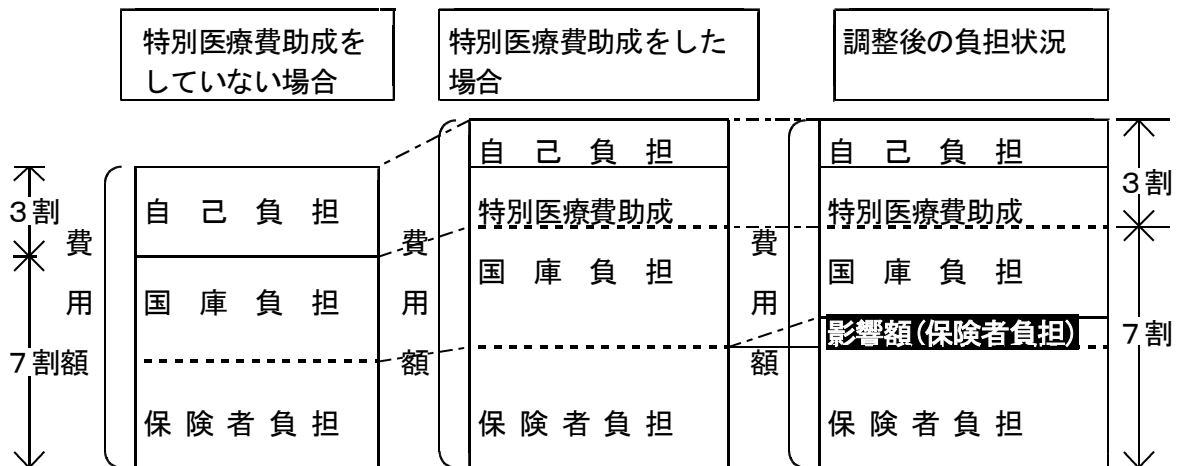 特別医療費助成を
していない場合
特別医療費助成をした
場合
調整後の負担状況
3割
7割
費用額
自己負担
国庫負担
保険者負担
費用額
自己負担
特別医療費助成
国庫負担
保険者負担
費用額
自己負担
特別医療費助成
国庫負担
影響額(保険者負担)
保険者負担
3割
7割